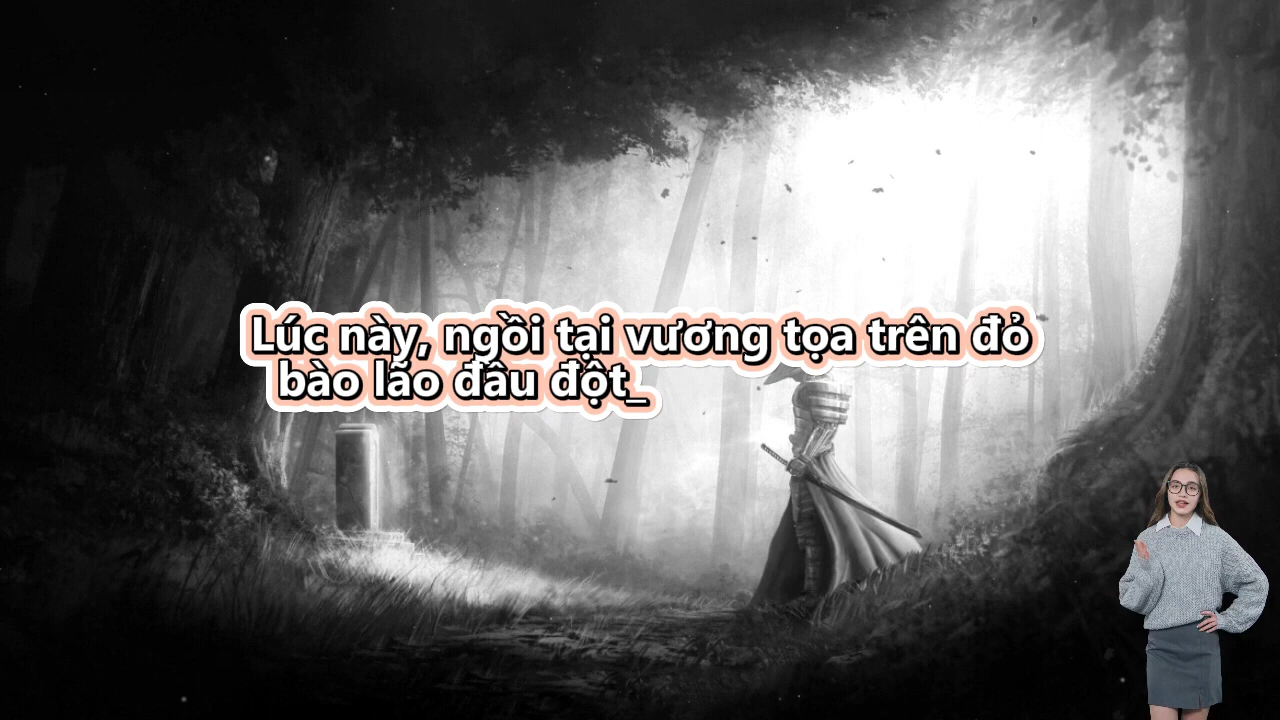 Lúc này, ngồi tại vương tọa trên đỏ
bào lão đầu đột_